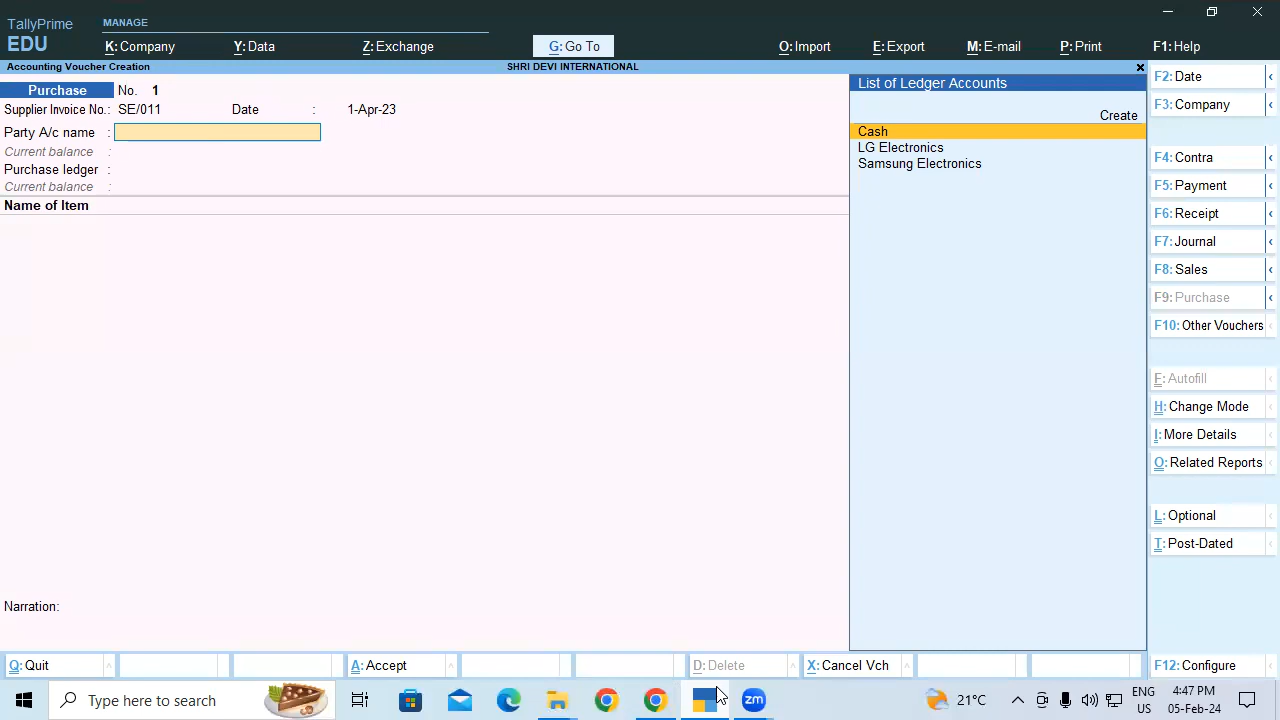 TallyPrime
EDU
MANAGE
K: Company
Y: Data
Z: Exchange
G: Go To
O: Import
E: Export
M: E-mail
P: Print
F1: Help
Accounting Voucher Creation
SHRI DEVI INTERNATIONAL
Purchase No. 1
Supplier Invoice No.: SE/011 Date : 1-Apr-23
Party A/c name :
Current balance :
Purchase ledger :
Current balance :
Name of Item
Narration:
List of Ledger Accounts
Create
Cash
LG Electronics
Samsung Electronics
F2: Date
F3: Company
F4: Contra
F5: Payment
F6: Receipt
F7: Journal
F8: Sales
F9: Purchase
F10: Other Vouchers
F: Autofill
H: Change Mode
I: More Details
O: Related Reports
L: Optional
T: Post-Dated
Q: Quit
A: Accept
D: Delete
X: Cancel Vch
F12: Configure
Type here to search
zm
21°C
ENG
US
4:47 PM
05-Feb-24